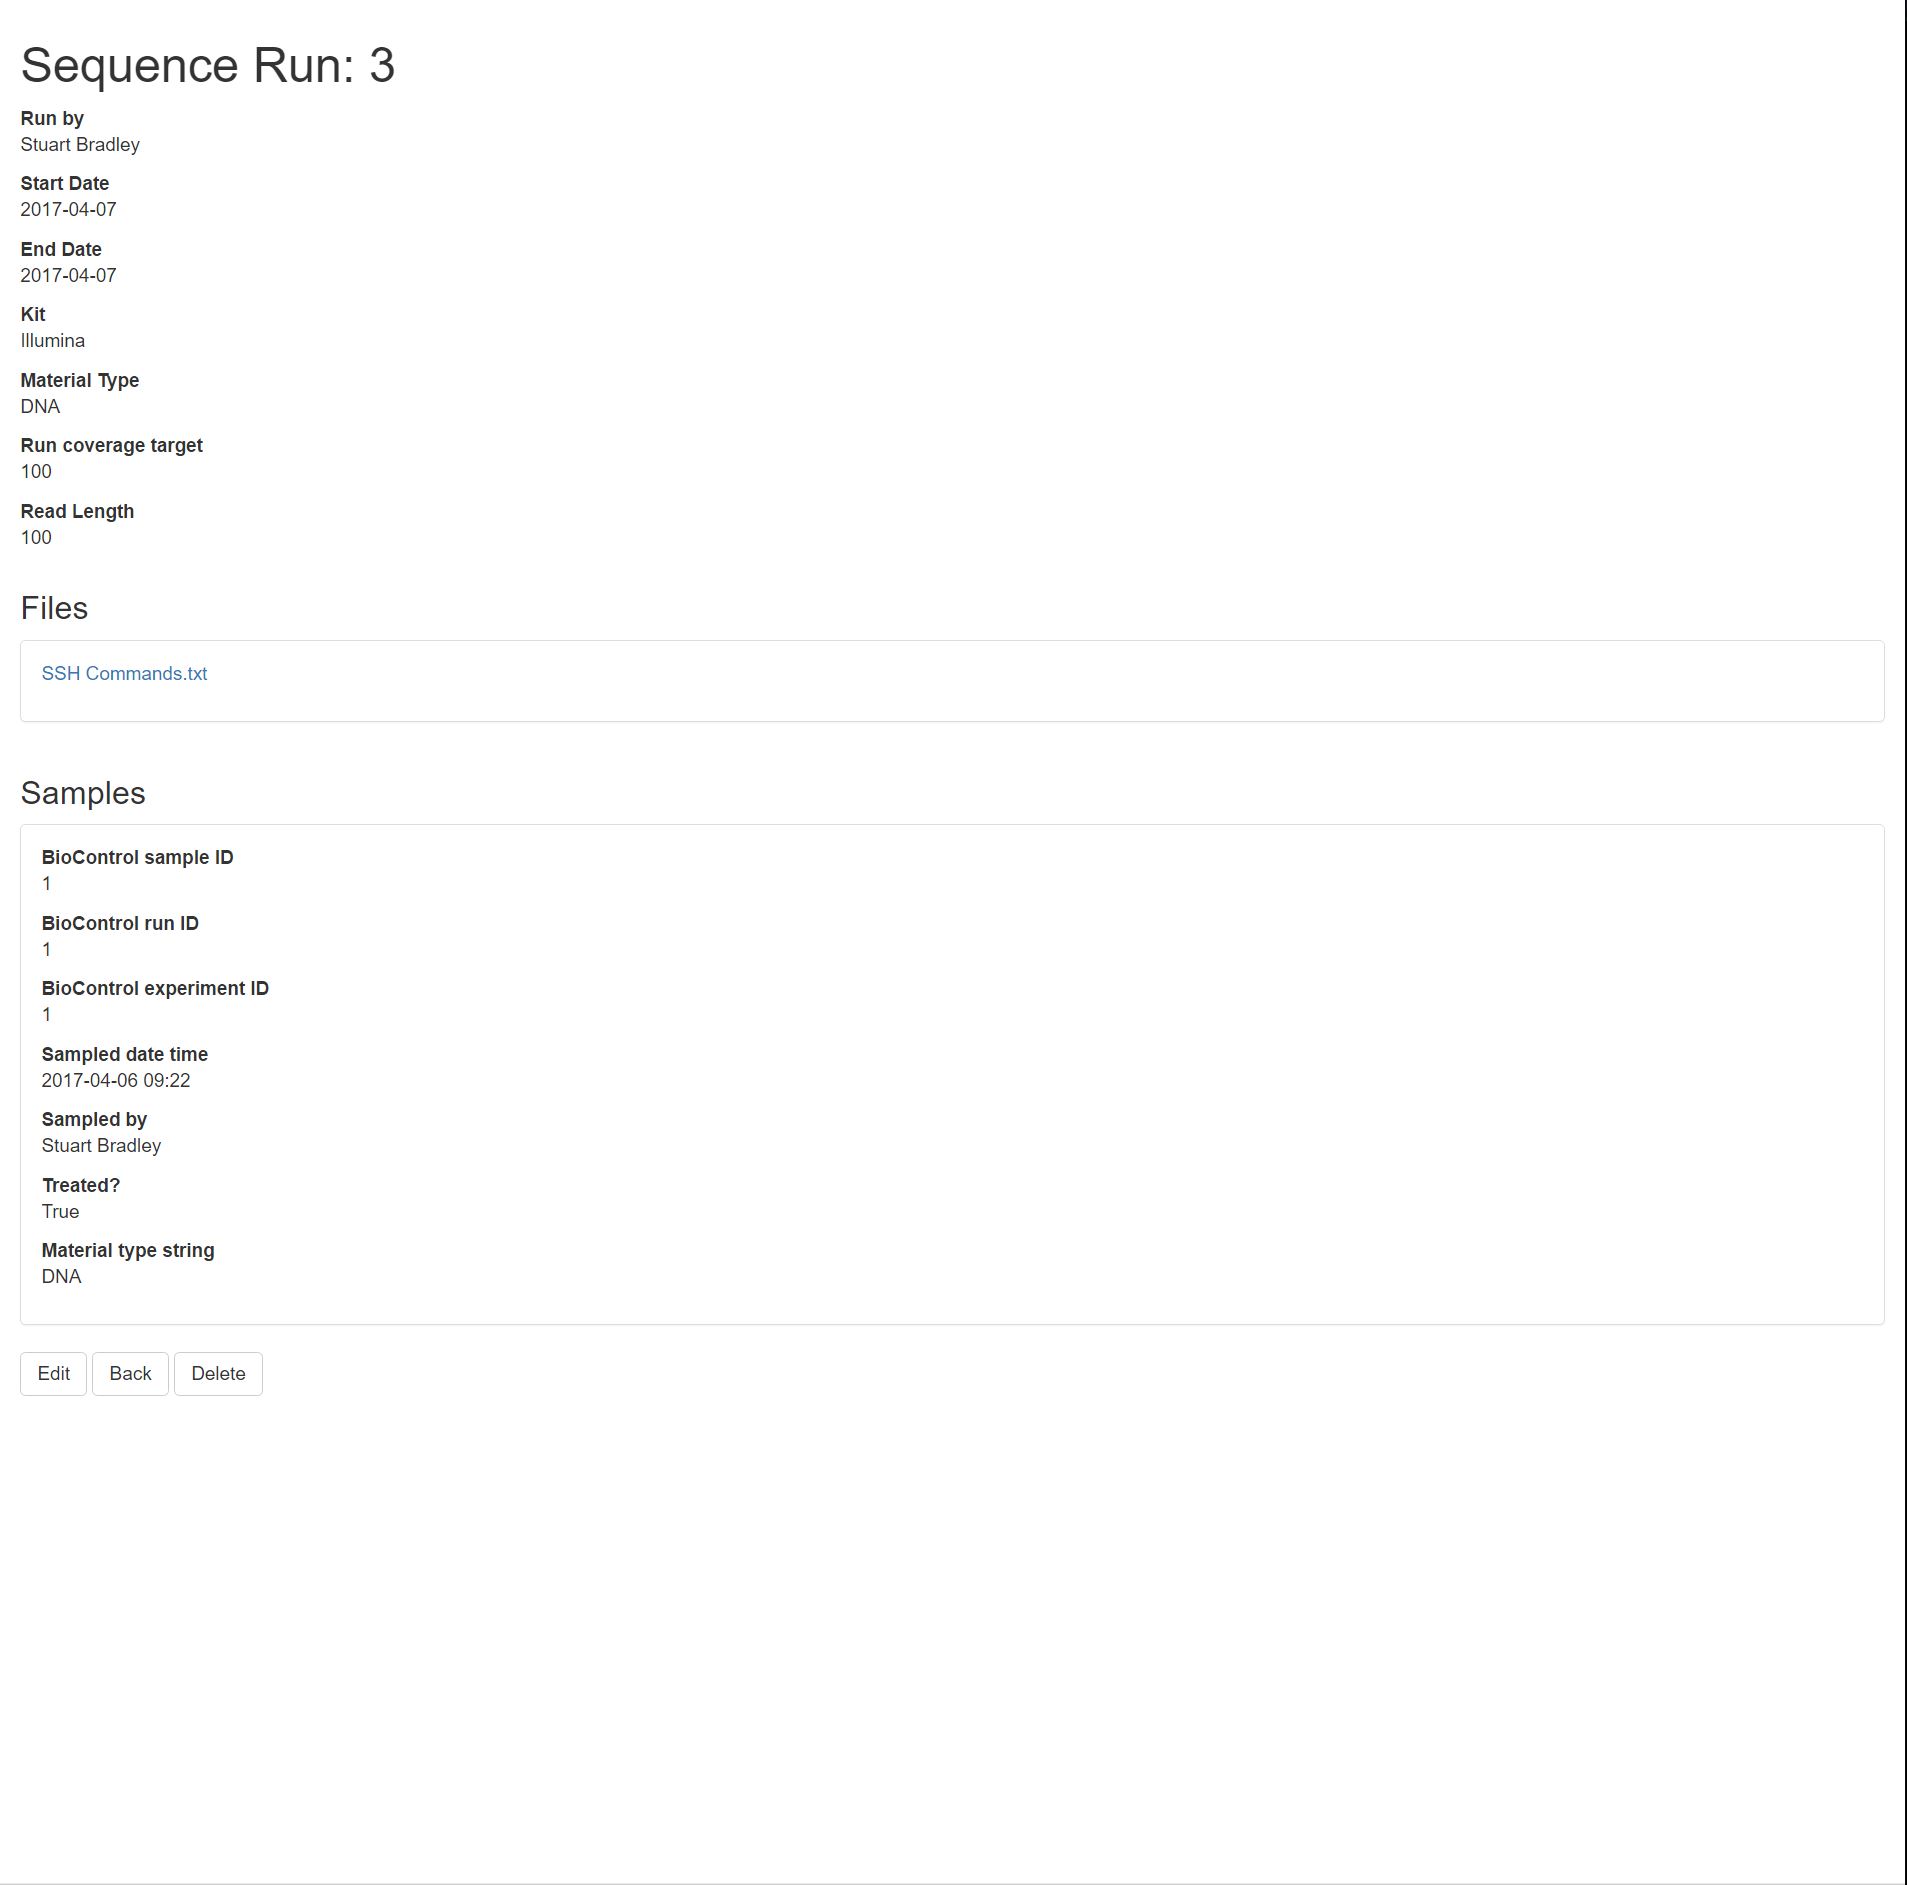 Sequence Run: 3
Run by
Stuart Bradley
Start Date
2017-04-07
End Date
2017-04-07
Kit
Illumina
Material Type
DNA
Run coverage target
100
Read Length
100
Files
SSH Commands.txt
Samples
BioControl sample ID
1
BioControl run ID
1
BioControl experiment ID
1
Sampled date time
2017-04-06 09:22
Sampled by
Stuart Bradley
Treated?
True
Material type string
DNA
Edit Back Delete